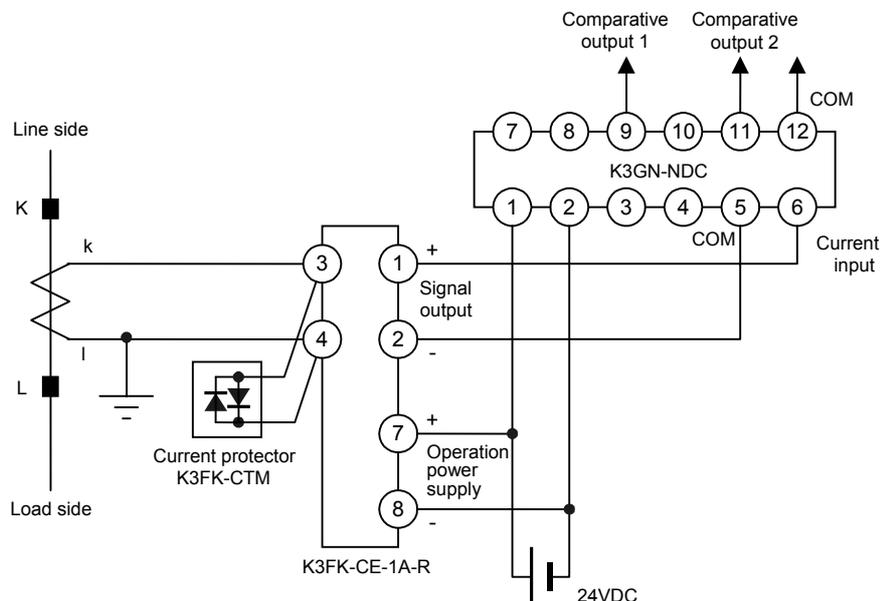 Comparative
output 1
Comparative
output 2
COM
Line side
7 8 9 10 11 12
K3GN-NDC
K
1 2 3 4 5 6
COM
Current
input
k
+
3 1
Signal
output
4 2
l
-
L
+
7
Operation
power
supply
Current protector
K3FK-CTM
Load side
8
-
K3FK-CE-1A-R
24VDC